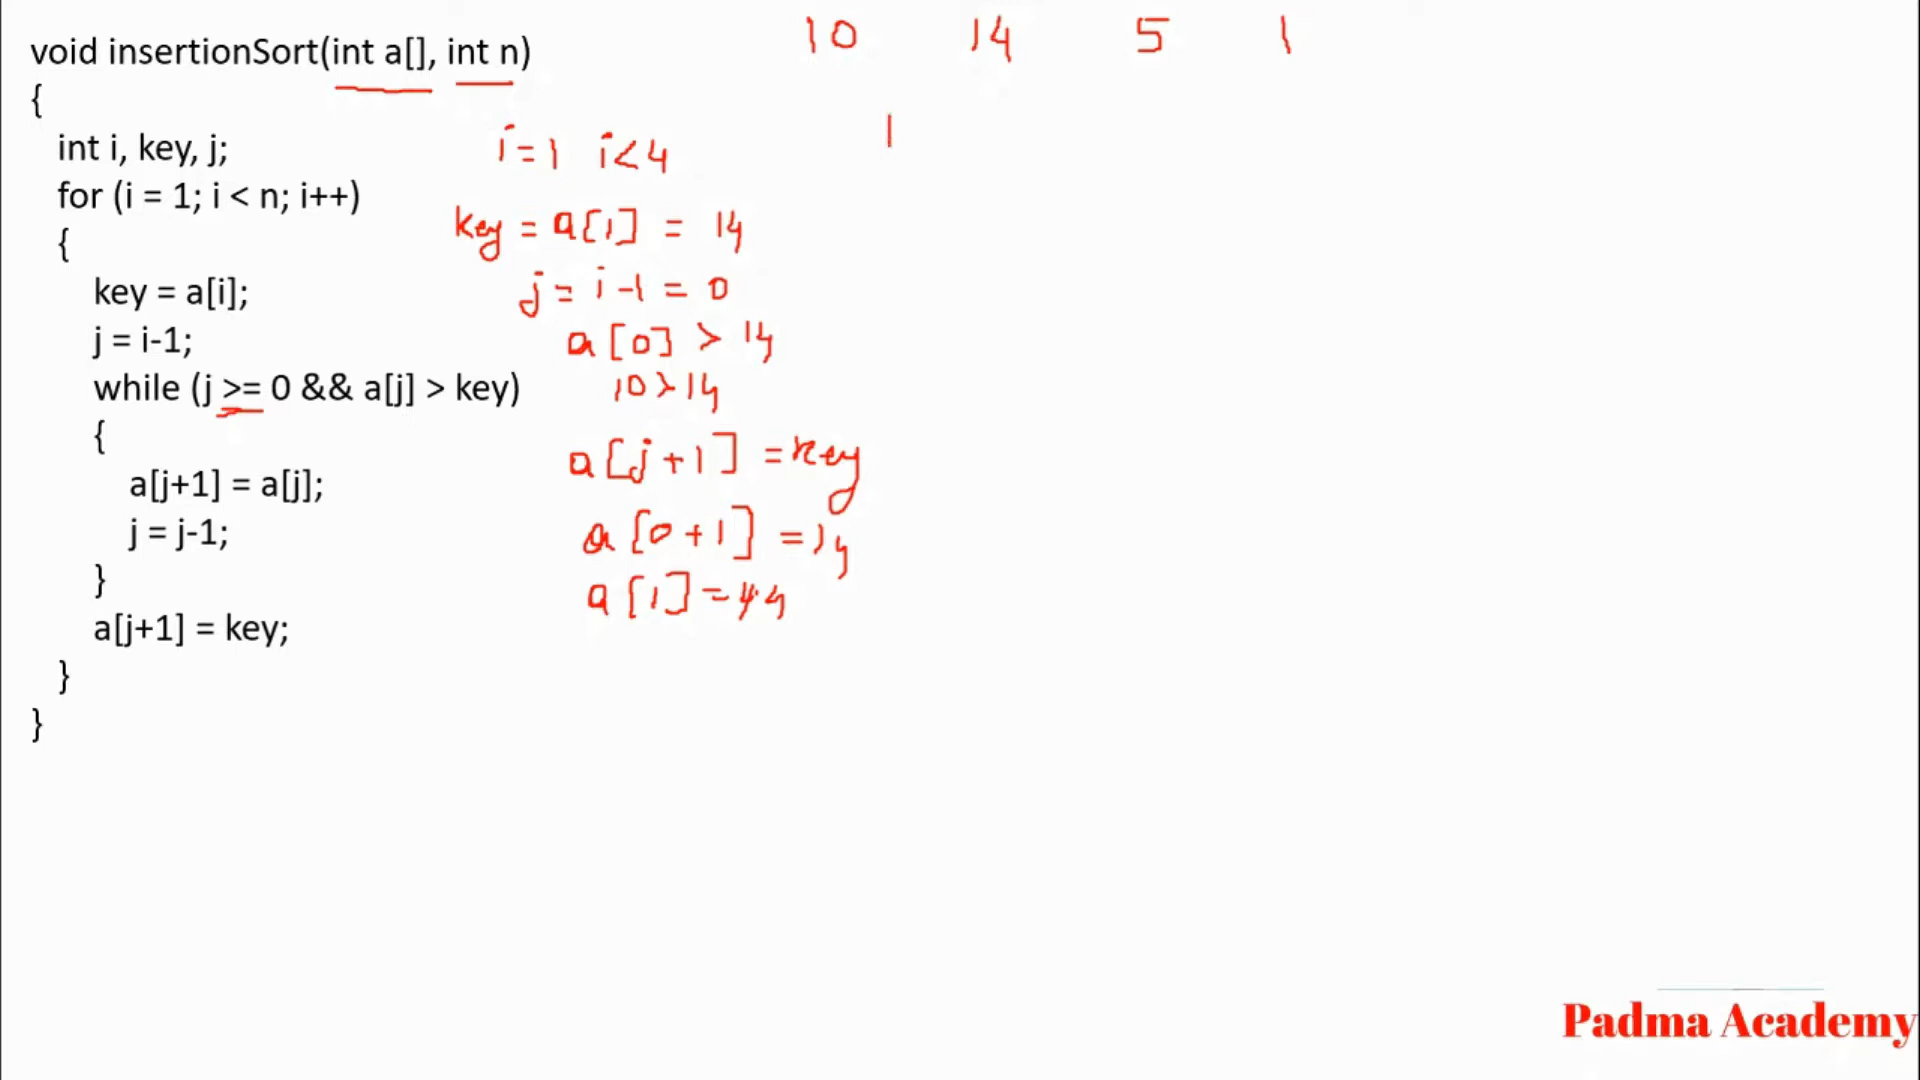 void insertionSort(int a[], int n)
10 14 5 1
{
1
int i, key, j;
i=1 i<4
for (i = 1; i < n; i++)
key = a[1] = 14
{
key = a[i];
j = i-1 = 0
j = i-1;
a[0] > 14
while (j >= 0 && a[j] > key)
10>14
{
a[j+1] = key
a[j+1] = a[j];
j = j-1;
a[0+1] =14
}
a[1] =
a[j+1] = key;
}
}
Padma Academy